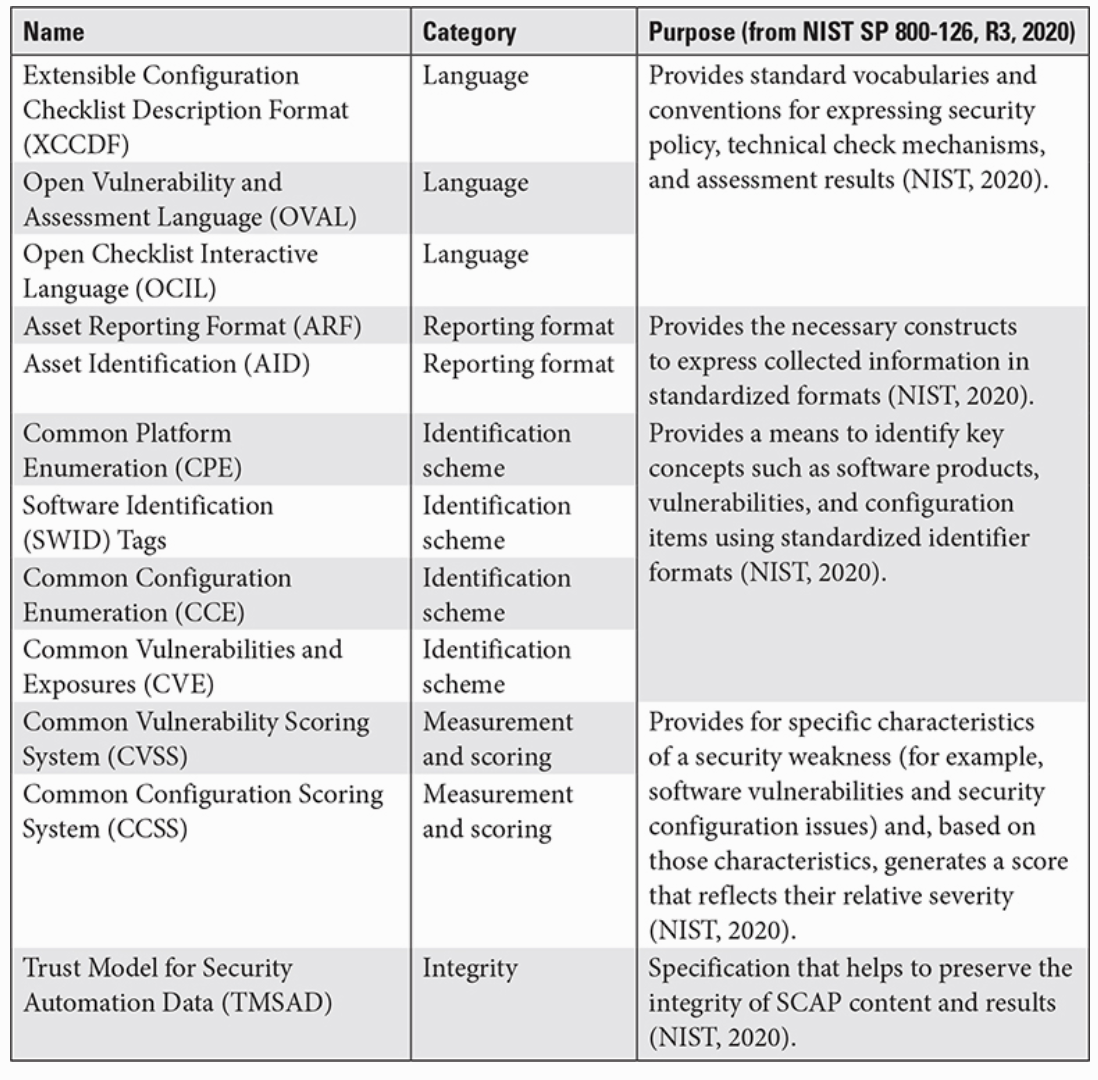 Name
Category
Purpose (from NIST SP 800-126, R3, 2020)
Extensible Configuration
Checklist Description Format
(XCCDF)
Language
Provides standard vocabularies and
conventions for expressing security
policy, technical check mechanisms,
and assessment results (NIST, 2020).
Open Vulnerability and
Assessment Language (OVAL)
Language
Open Checklist Interactive
Language (OCIL)
Language
Asset Reporting Format (ARF)
Reporting format
Provides the necessary constructs
to express collected information in
standardized formats (NIST, 2020).
Asset Identification (AID)
Reporting format
Common Platform
Enumeration (CPE)
Identification
scheme
Provides a means to identify key
concepts such as software products,
vulnerabilities, and configuration
items using standardized identifier
formats (NIST, 2020).
Software Identification
(SWID) Tags
Identification
scheme
Common Configuration
Enumeration (CCE)
Identification
scheme
Common Vulnerabilities and
Exposures (CVE)
Identification
scheme
Common Vulnerability Scoring
System (CVSS)
Measurement
and scoring
Provides for specific characteristics
of a security weakness (for example,
software vulnerabilities and security
configuration issues) and, based on
those characteristics, generates a score
that reflects their relative severity
(NIST, 2020).
Common Configuration Scoring
System (CCSS)
Measurement
and scoring
Trust Model for Security
Automation Data (TMSAD)
Integrity
Specification that helps to preserve the
integrity of SCAP content and results
(NIST, 2020).